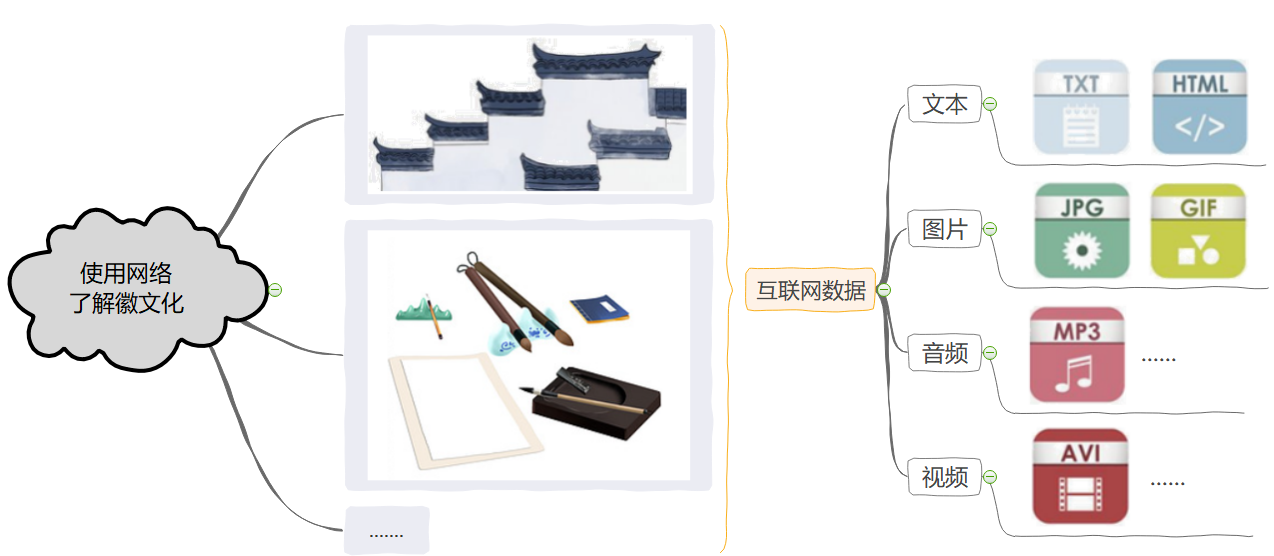 使用网络
了解徽文化
.......
互联网数据
文本
TXT
HTML
</>
图片
JPG
GIF
音频
MP3
......
视频
AVI
......